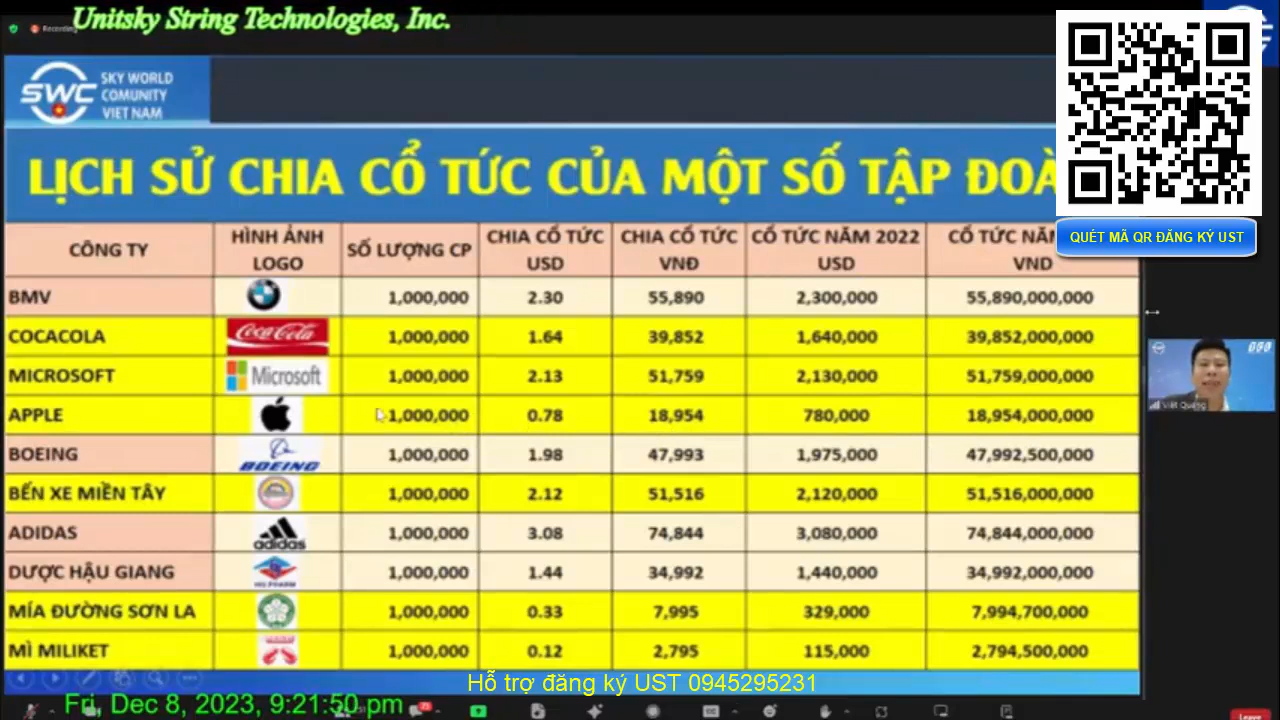 Unitsky String Technologies, Inc.
Recording
SWC SKY WORLD
COMUNITY
VIET NAM
LỊCH SỬ CHIA CỔ TỨC CỦA MỘT SỐ TẬP ĐOÀ
QUÉT MÃ QR ĐĂNG KÝ UST
CÔNG TY HÌNH ẢNH LOGO SỐ LƯỢNG CP CHIA CỔ TỨC USD CHIA CỔ TỨC VNĐ CỔ TỨC NĂM 2022 USD CỔ TỨC NĂM VND
BMV 1,000,000 2.30 55,890 2,300,000 55,890,000,000
COCACOLA Coca-Cola 1,000,000 1.64 39,852 1,640,000 39,852,000,000
MICROSOFT Microsoft 1,000,000 2.13 51,759 2,130,000 51,759,000,000
APPLE 1,000,000 0.78 18,954 780,000 18,954,000,000
BOEING BOEING 1,000,000 1.98 47,993 1,975,000 47,992,500,000
BẾN XE MIỀN TÂY 1,000,000 2.12 51,516 2,120,000 51,516,000,000
ADIDAS adidas 1,000,000 3.08 74,844 3,080,000 74,844,000,000
DƯỢC HẬU GIANG 1,000,000 1.44 34,992 1,440,000 34,992,000,000
MÍA ĐƯỜNG SƠN LA 1,000,000 0.33 7,995 329,000 7,994,700,000
MÌ MILIKET 1,000,000 0.12 2,795 115,000 2,794,500,000
Việt Quang
Hỗ trợ đăng ký UST 0945295231
Fri, Dec 8, 2023, 9:21:50 pm
Leave